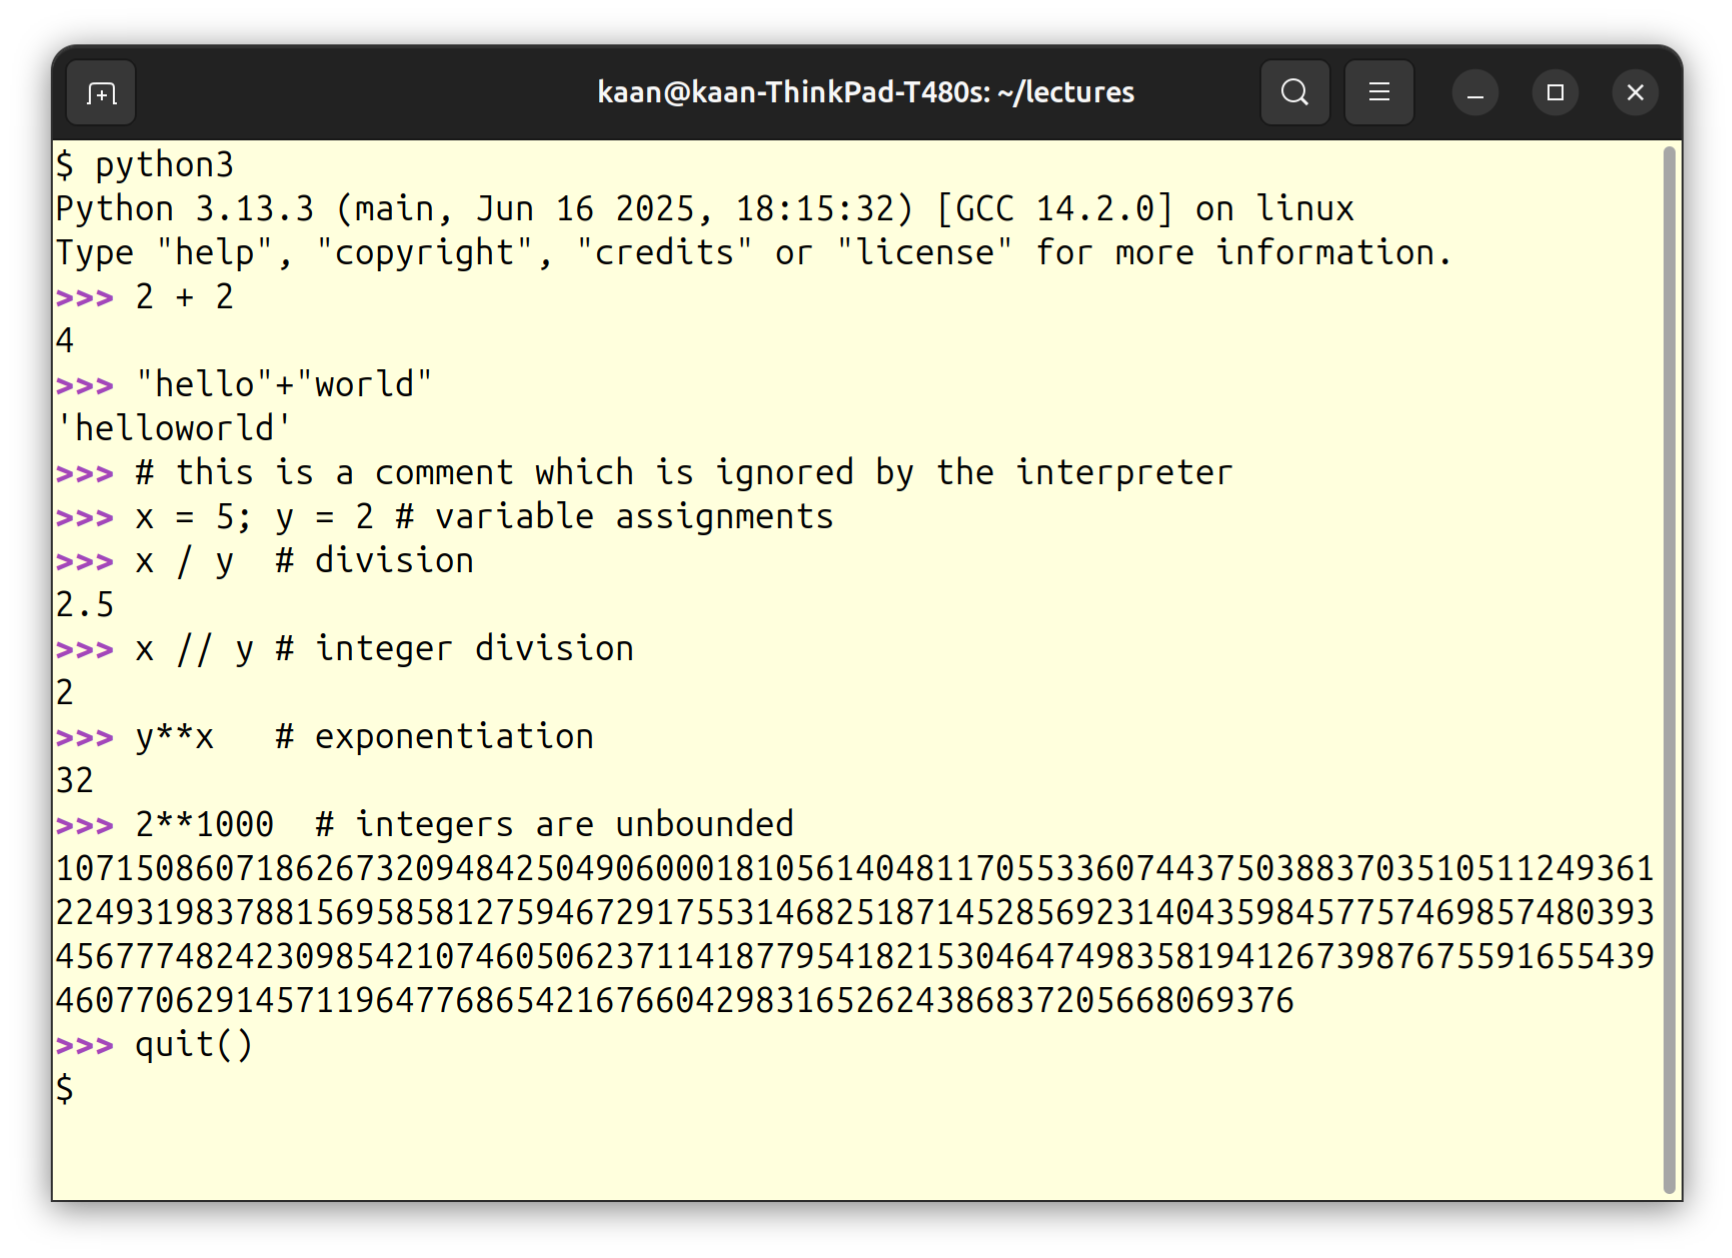 kaan@kaan-ThinkPad-T480s: ~/lectures
$ python3
Python 3.13.3 (main, Jun 16 2025, 18:15:32) [GCC 14.2.0] on linux
Type "help", "copyright", "credits" or "license" for more information.
>>> 2 + 2
4
>>> "hello"+"world"
'helloworld'
>>> # this is a comment which is ignored by the interpreter
>>> x = 5; y = 2 # variable assignments
>>> x / y  # division
2.5
>>> x // y # integer division
2
>>> y**x   # exponentiation
32
>>> 2**1000  # integers are unbounded
10715086071862673209484250490600018105614048117055336074437503883703510511249361
22493198378815695858127594672917553146825187145285692314043598457757469857480393
45677748242309854210746050623711418779541821530464749835819412673987675591655439
46077062914571196477686542167660429831652624386837205668069376
>>> quit()
$